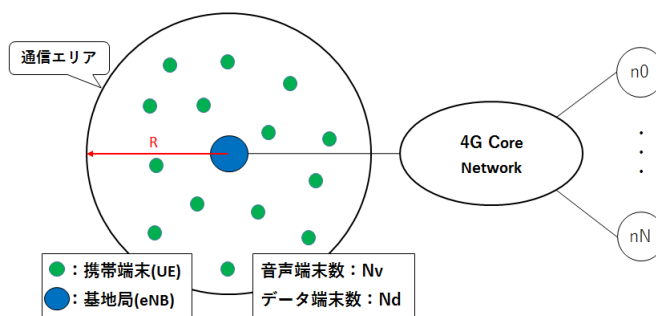 通信エリア
R
4G Core
Network
n0
nN
：携帯端末(UE)
：基地局(eNB)
音声端末数：Nv
データ端末数：Nd